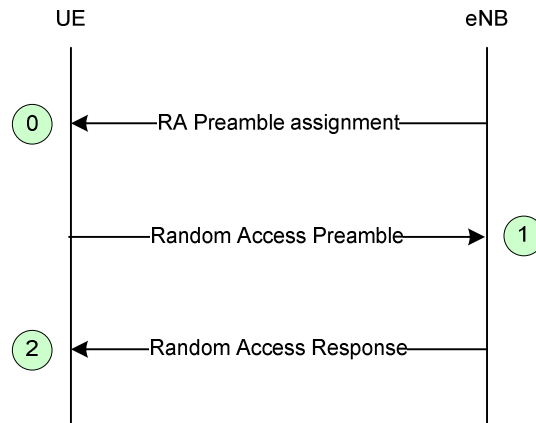 UE eNB
0 RA Preamble assignment
Random Access Preamble 1
2 Random Access Response